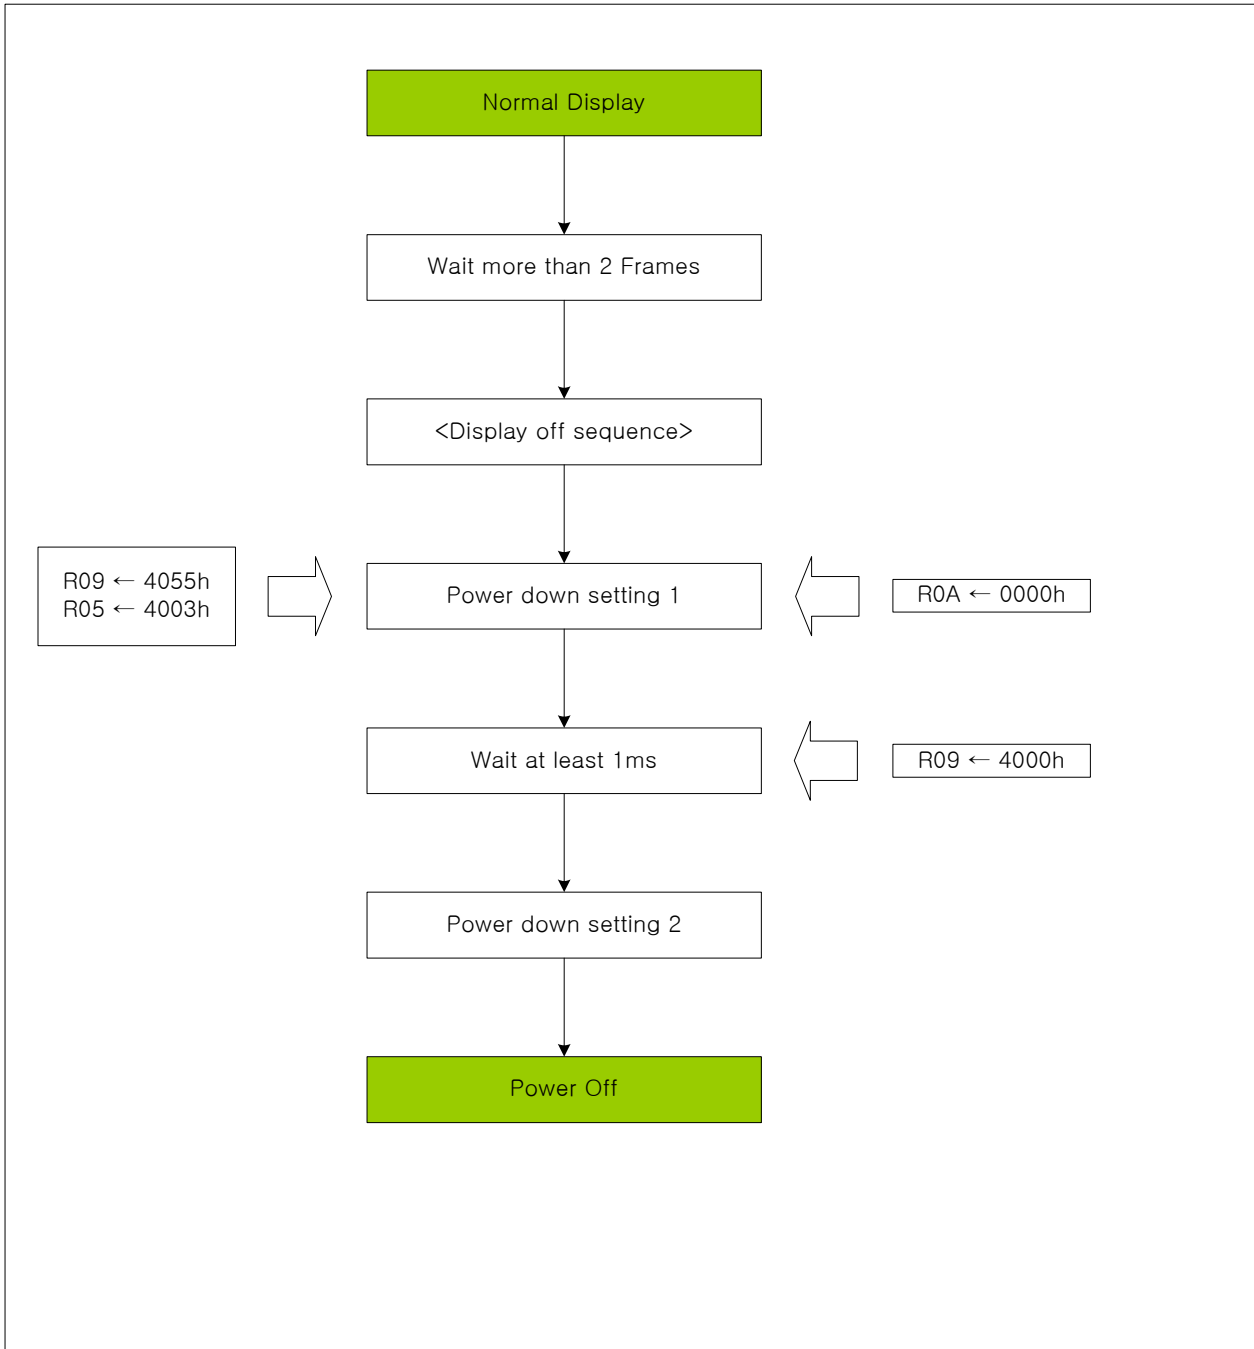 Normal Display
Wait more than 2 Frames
<Display off sequence>
R09 ← 4055h
R05 ← 4003h
Power down setting 1
R0A ← 0000h
Wait at least 1ms
R09 ← 4000h
Power down setting 2
Power Off